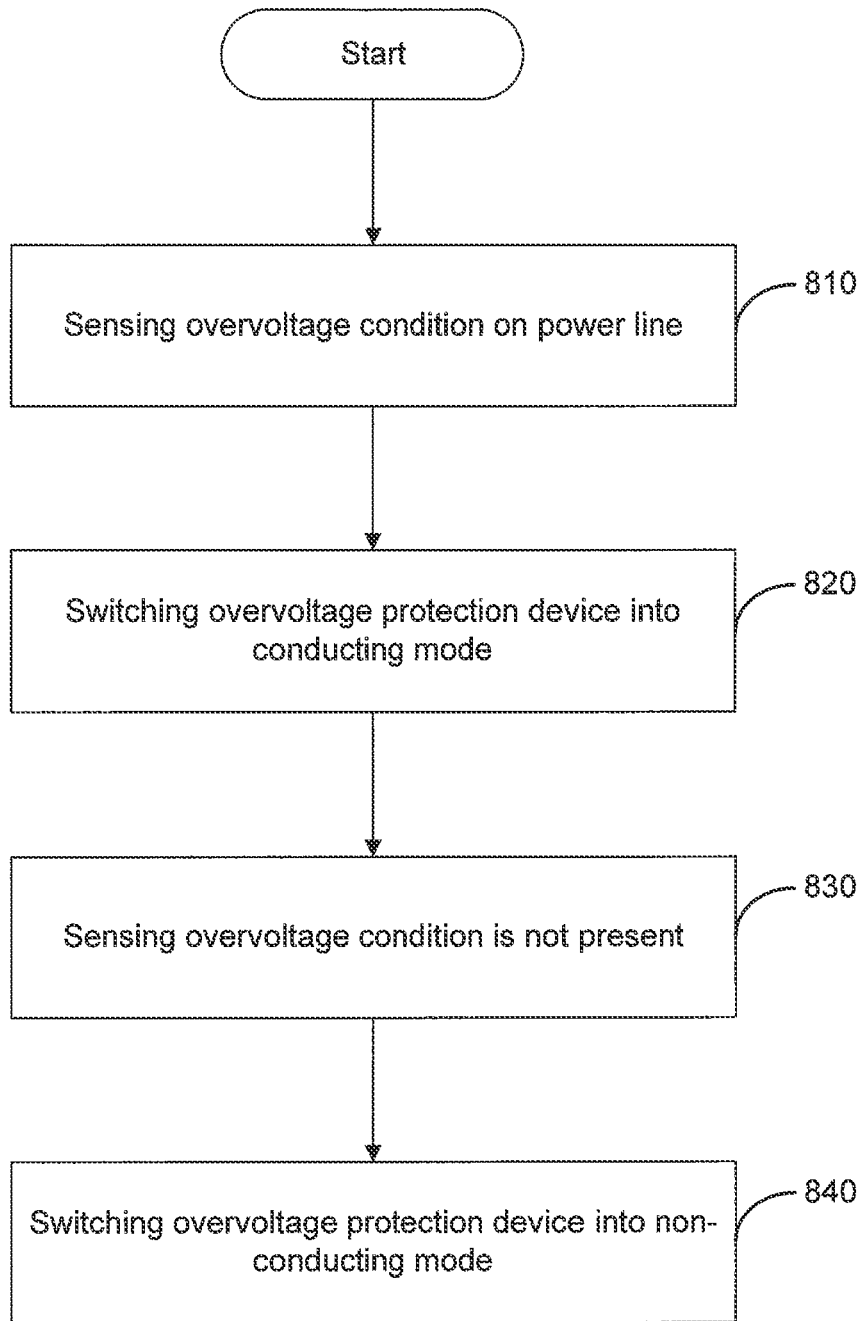 Start
Sensing overvoltage condition on power line
810
Switching overvoltage protection device into
conducting mode
820
Sensing overvoltage condition is not present
830
Switching overvoltage protection device into non-
conducting mode
840